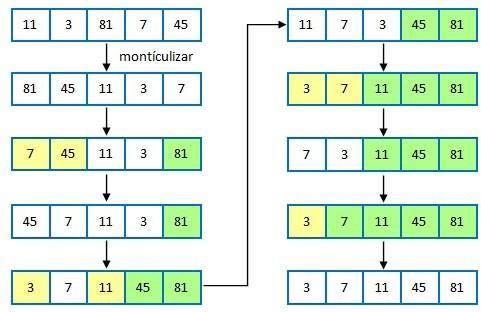 11 3 81 7 45
montículizar
81 45 11 3 7
7 45 11 3 81
45 7 11 3 81
3 7 11 45 81
11 7 3 45 81
3 7 11 45 81
7 3 11 45 81
3 7 11 45 81
3 7 11 45 81